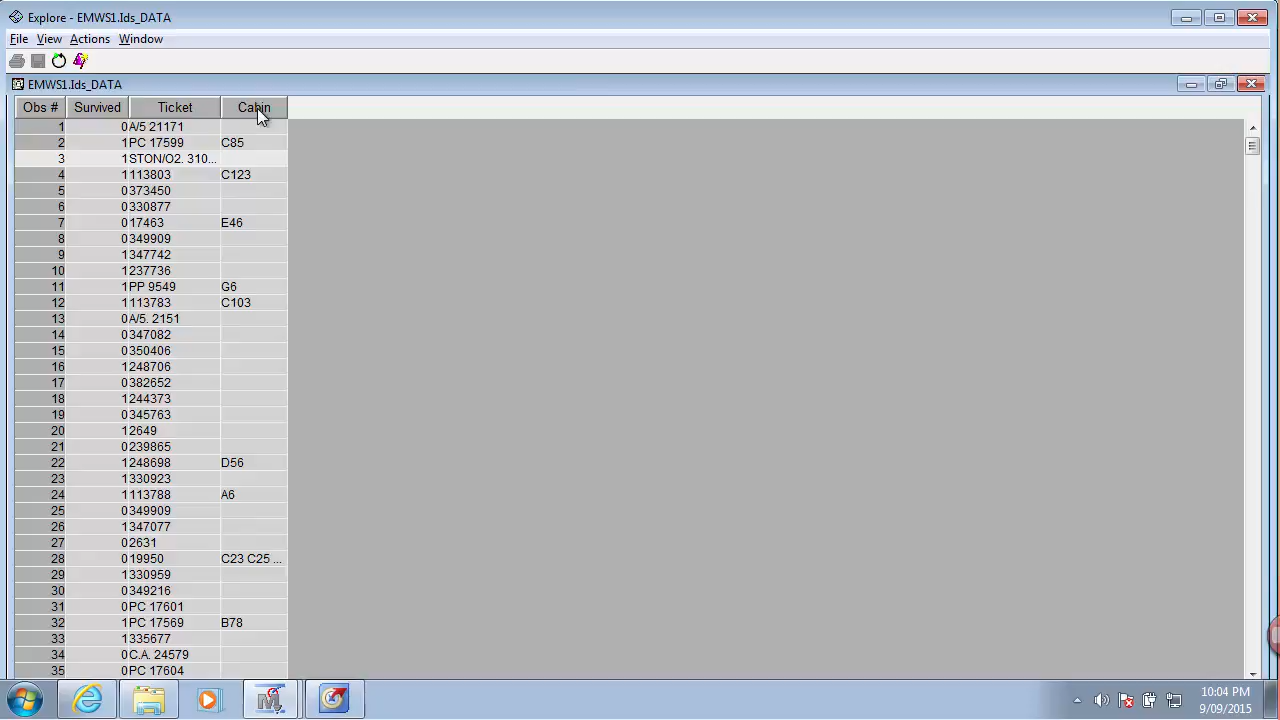 Explore - EMWS1.Ids_DATA
File View Actions Window
EMWS1.Ids_DATA
Obs # Survived Ticket Cabin
1 0 A/5 21171
2 1 PC 17599 C85
3 1 STON/O2. 310...
4 1 113803 C123
5 0 373450
6 0 330877
7 0 17463 E46
8 0 349909
9 1 347742
10 1 237736
11 1 PP 9549 G6
12 1 113783 C103
13 0 A/5. 2151
14 0 347082
15 0 350406
16 1 248706
17 0 382652
18 1 244373
19 0 345763
20 1 2649
21 0 239865
22 1 248698 D56
23 1 330923
24 1 113788 A6
25 0 349909
26 1 347077
27 0 2631
28 0 19950 C23 C25 ...
29 1 330959
30 0 349216
31 0 PC 17601
32 1 PC 17569 B78
33 1 335677
34 0 C.A. 24579
35 0 PC 17604
10:04 PM
9/09/2015